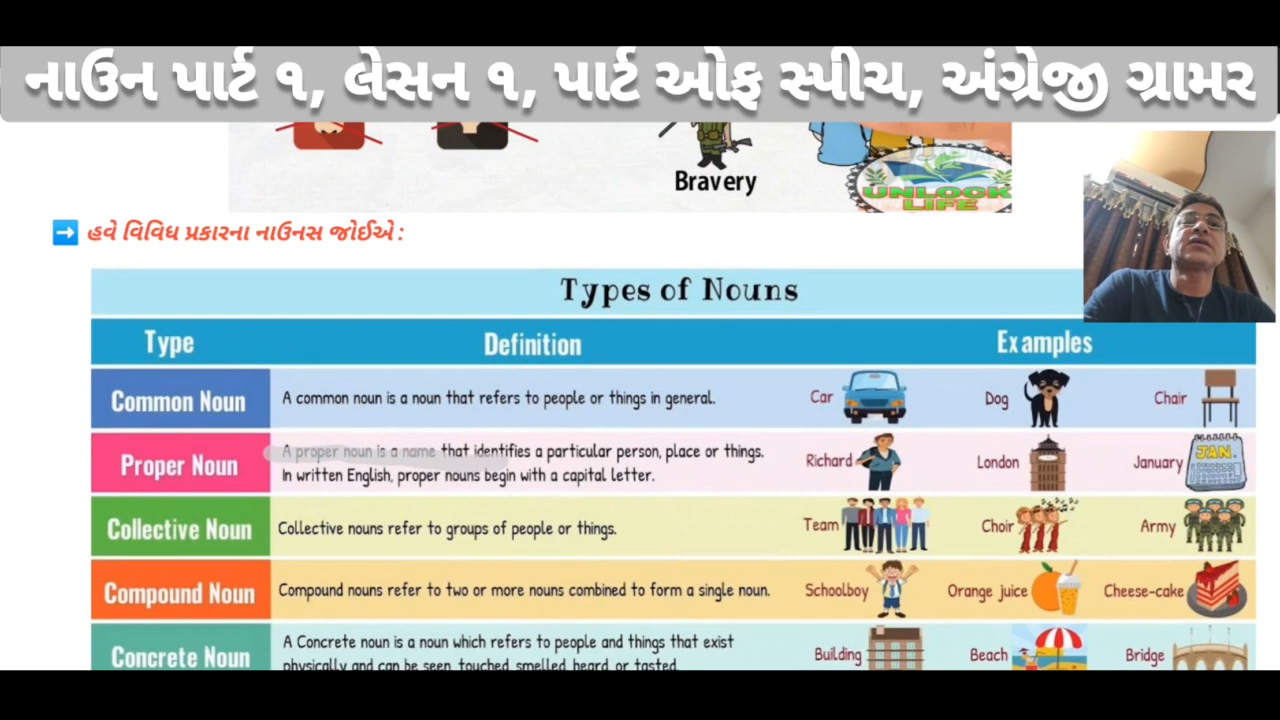 નાઉન પાર્ટ ૧, લેસન ૧, પાર્ટ ઓફ સ્પીચ, અંગ્રેજી ગ્રામર
Bravery
UNLOCK
LIFE
➡ હવે વિવિધ પ્રકારના નાઉનસ જોઈએ :
Types of Nouns
Type Definition Examples
Common Noun A common noun is a noun that refers to people or things in general. Car Dog Chair
Proper Noun A proper noun is a name that identifies a particular person, place or things. Richard London January JAN
In written English, proper nouns begin with a capital letter.
Collective Noun Collective nouns refer to groups of people or things. Team Choir Army
Compound Noun Compound nouns refer to two or more nouns combined to form a single noun. Schoolboy Orange juice Cheese-cake
Concrete Noun A Concrete noun is a noun which refers to people and things that exist Building Beach Bridge
physically and can be seen, touched, smelled, heard, or tasted.